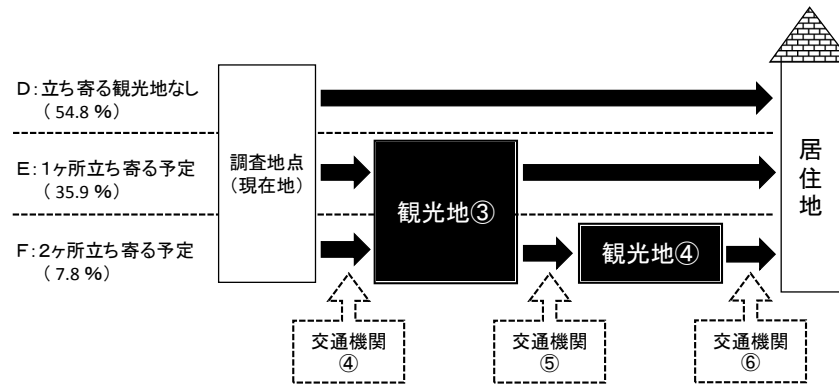 D:立ち寄る観光地なし
( 54.8 %)
E:1ヶ所立ち寄る予定
( 35.9 %)
F:2ヶ所立ち寄る予定
( 7.8 %)
調査地点
(現在地)
観光地③
観光地④
居住地
交通機関
④
交通機関
⑤
交通機関
⑥